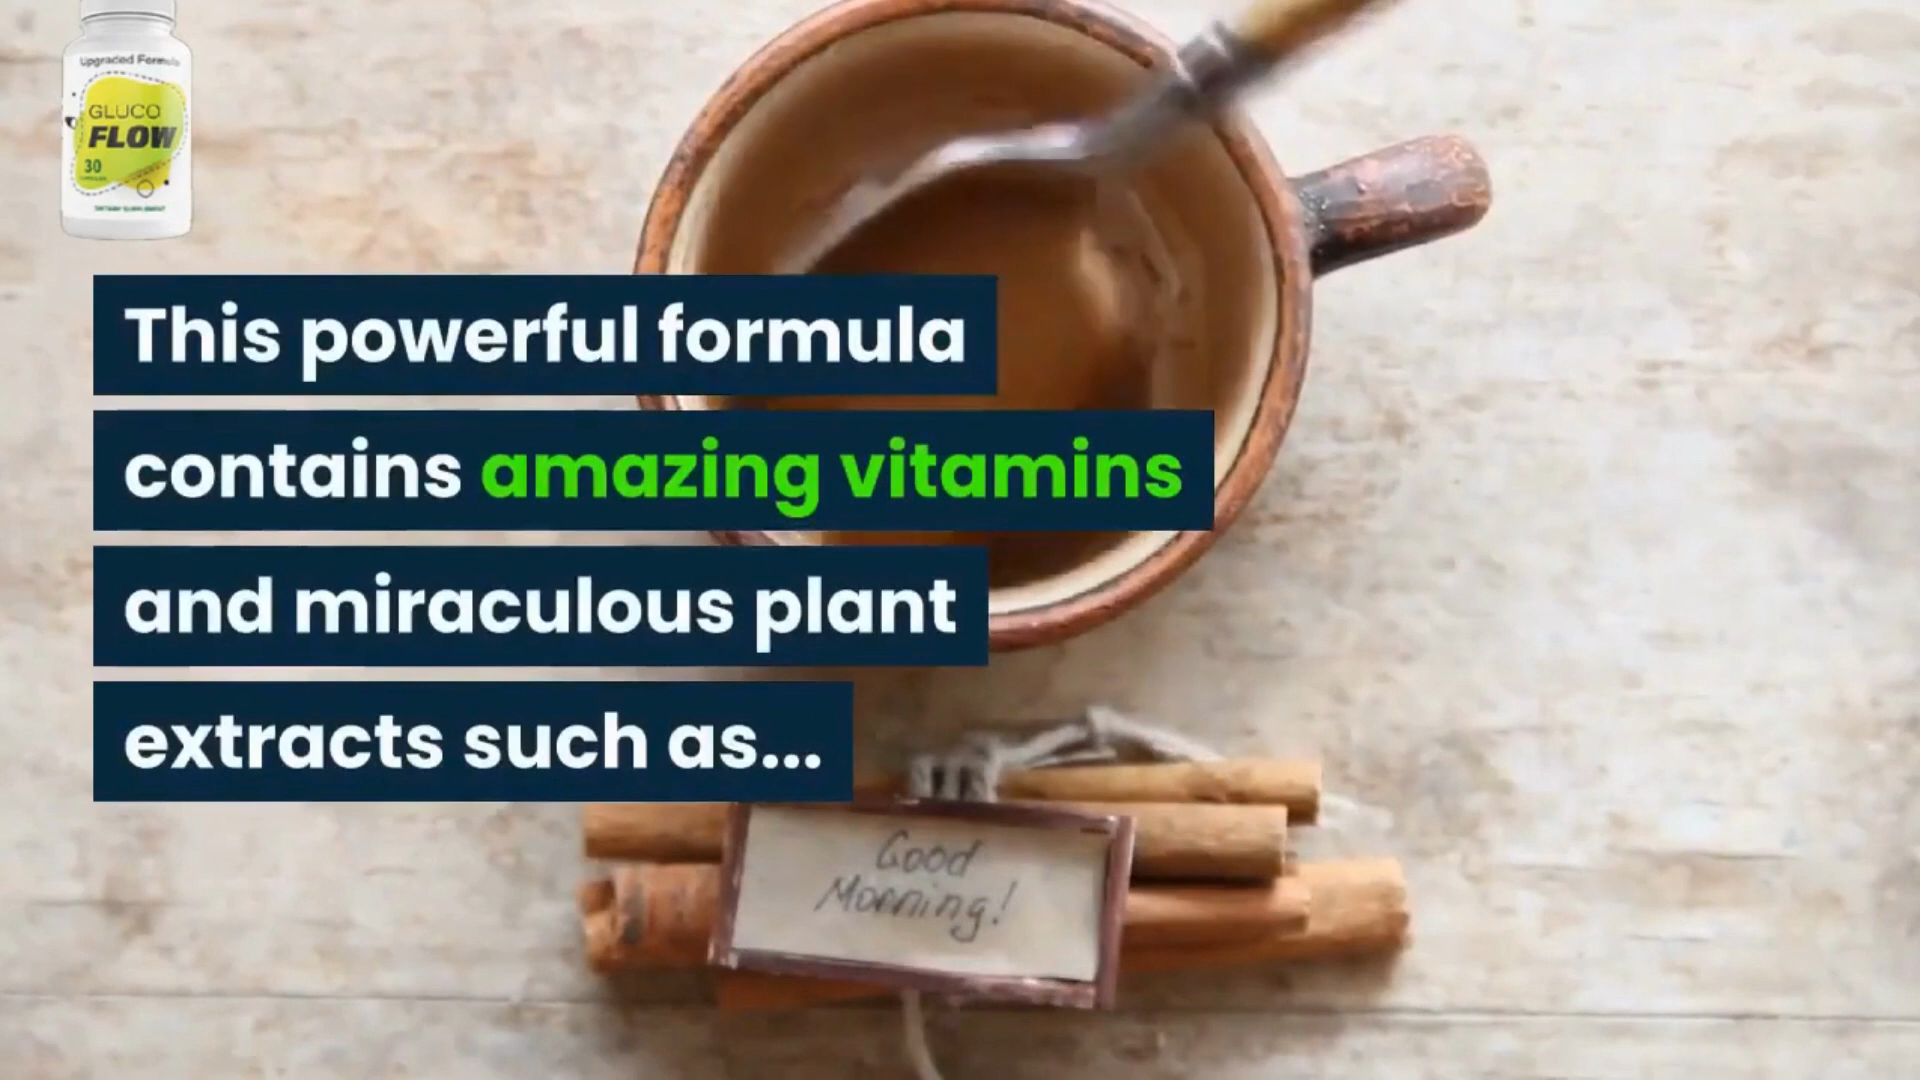 Upgraded Formula
GLUCO
FLOW
30
This powerful formula
contains amazing vitamins
and miraculous plant
extracts such as...
Good
Morning!